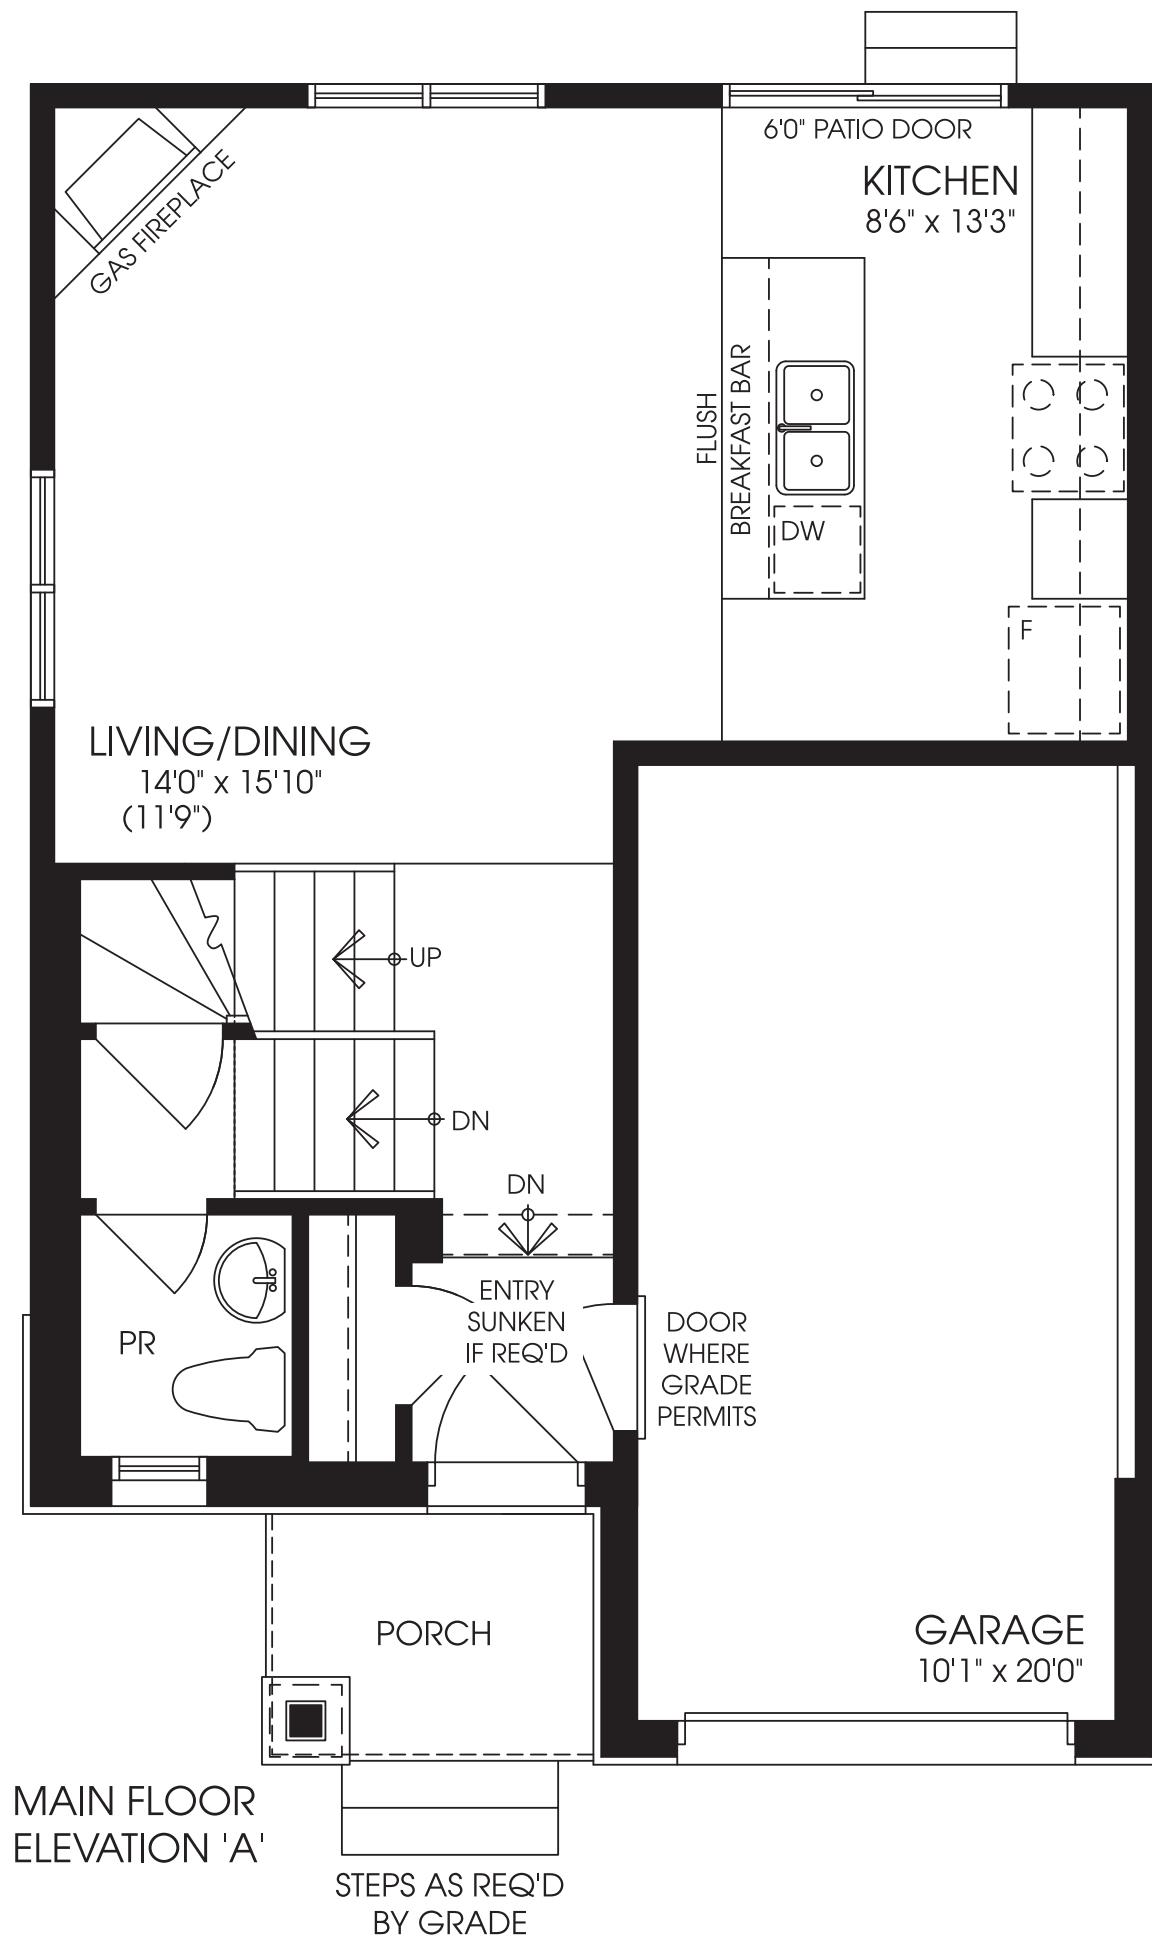 6'0" PATIO DOOR
KITCHEN
8'6" x 13'3"
GAS FIREPLACE
FLUSH
BREAKFAST BAR
DW
F
LIVING/DINING
14'0" x 15'10"
(11'9")
UP
DN
DN
ENTRY
SUNKEN
IF REQ'D
PR
DOOR
WHERE
GRADE
PERMITS
PORCH
GARAGE
10'1" x 20'0"
MAIN FLOOR
ELEVATION 'A'
STEPS AS REQ'D
BY GRADE